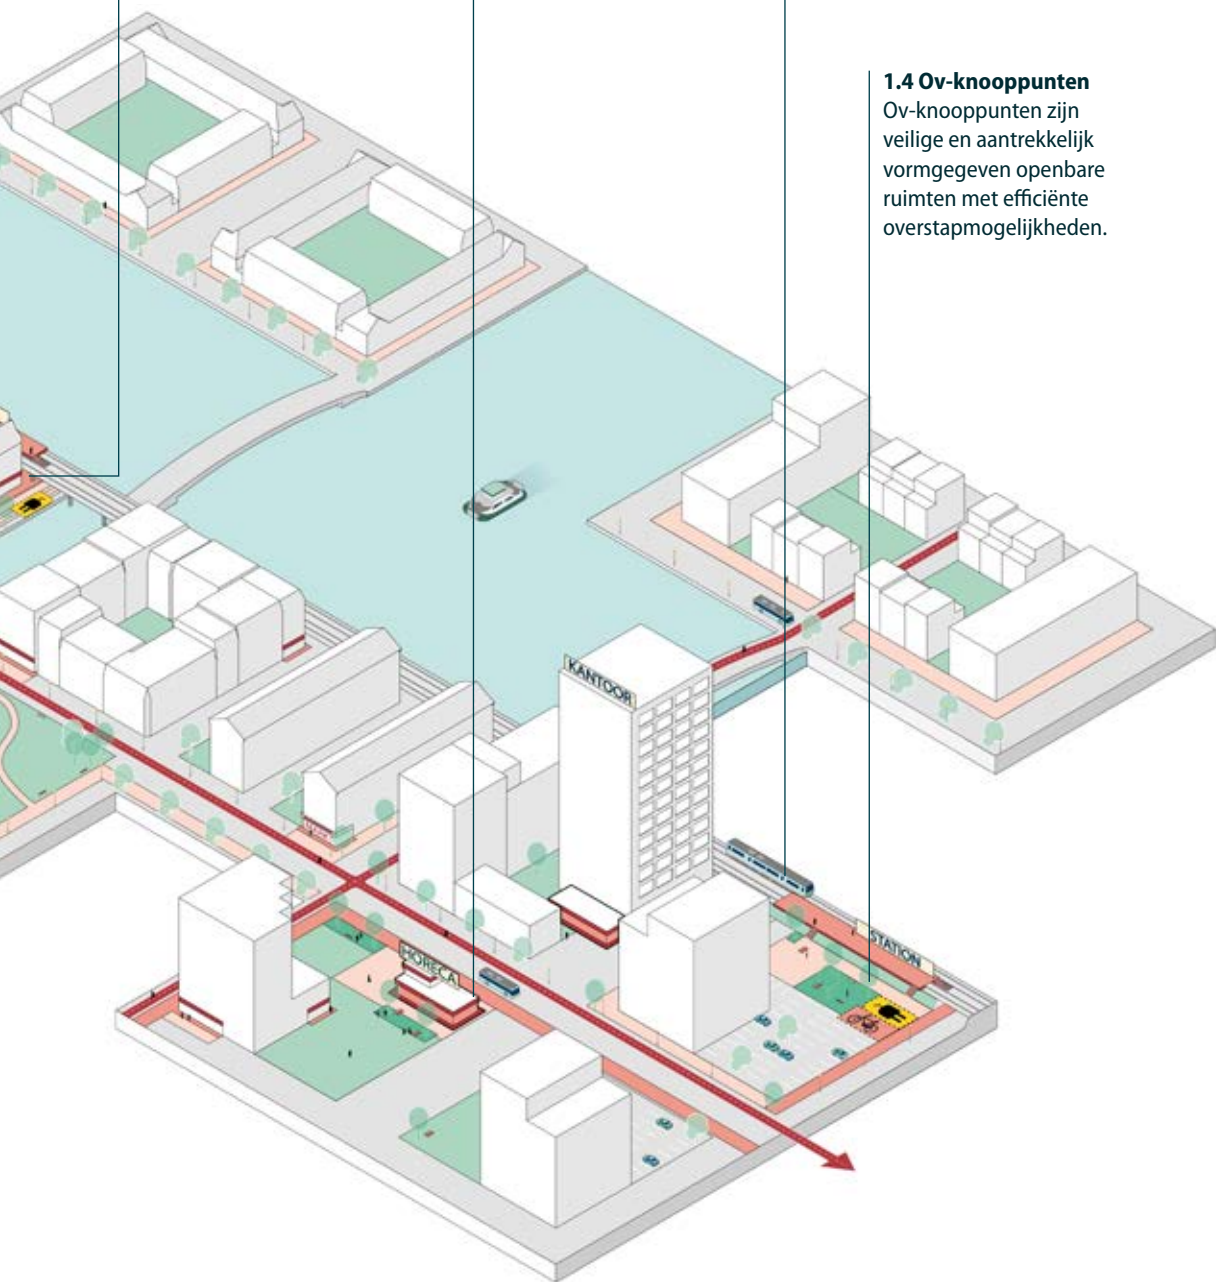 1.4 Ov-knooppunten
Ov-knooppunten zijn
veilige en aantrekkelijk
vormgegeven openbare
ruimten met efficiënte
overstapmogelijkheden.
KANTOOR
HORECA
STATION